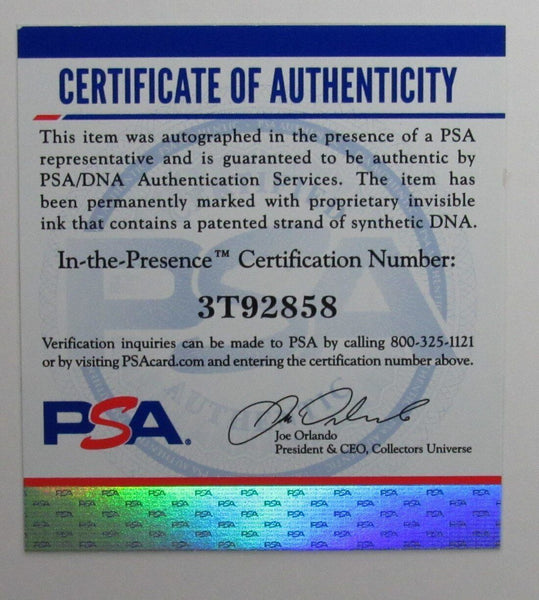 CERTIFICATE OF AUTHENTICITY
This item was autographed in the presence of a PSA
representative and is guaranteed to be authentic by
PSA/DNA Authentication Services. The item has
been permanently marked with proprietary invisible
ink that contains a patented strand of synthetic DNA.
In-the-Presence™ Certification Number:
3T92858
Verification inquiries can be made to PSA by calling 800-325-1121
or by visiting PSAcard.com and entering the certification number above.
PSA®
Joe Orlando
President & CEO, Collectors Universe